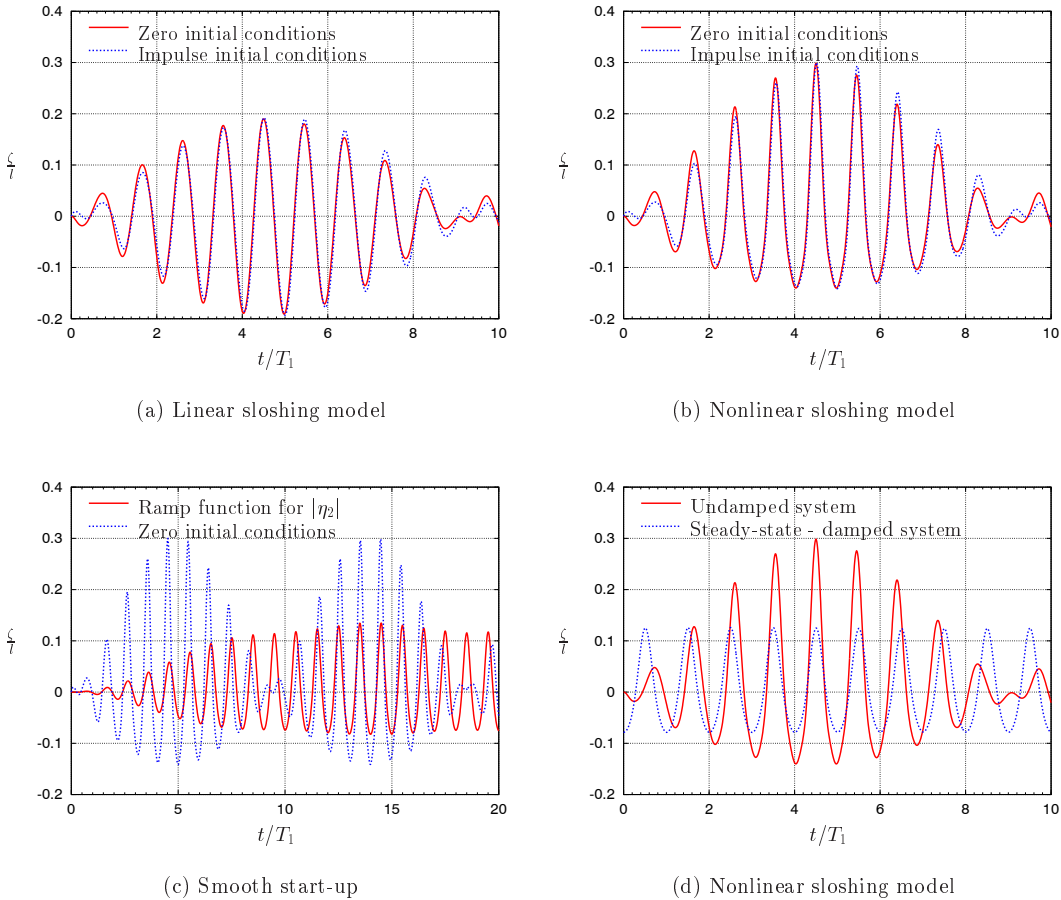 0.4
0.3
0.2
0.1
0
-0.1
-0.2
ζ/l
0 2 4 6 8 10
t/T₁
Zero initial conditions
Impulse initial conditions
(a) Linear sloshing model
0.4
0.3
0.2
0.1
0
-0.1
-0.2
ζ/l
0 2 4 6 8 10
t/T₁
Zero initial conditions
Impulse initial conditions
(b) Nonlinear sloshing model
0.4
0.3
0.2
0.1
0
-0.1
-0.2
ζ/l
0 5 10 15 20
t/T₁
Ramp function for |η₂|
Zero initial conditions
(c) Smooth start-up
0.4
0.3
0.2
0.1
0
-0.1
-0.2
ζ/l
0 2 4 6 8 10
t/T₁
Undamped system
Steady-state - damped system
(d) Nonlinear sloshing model